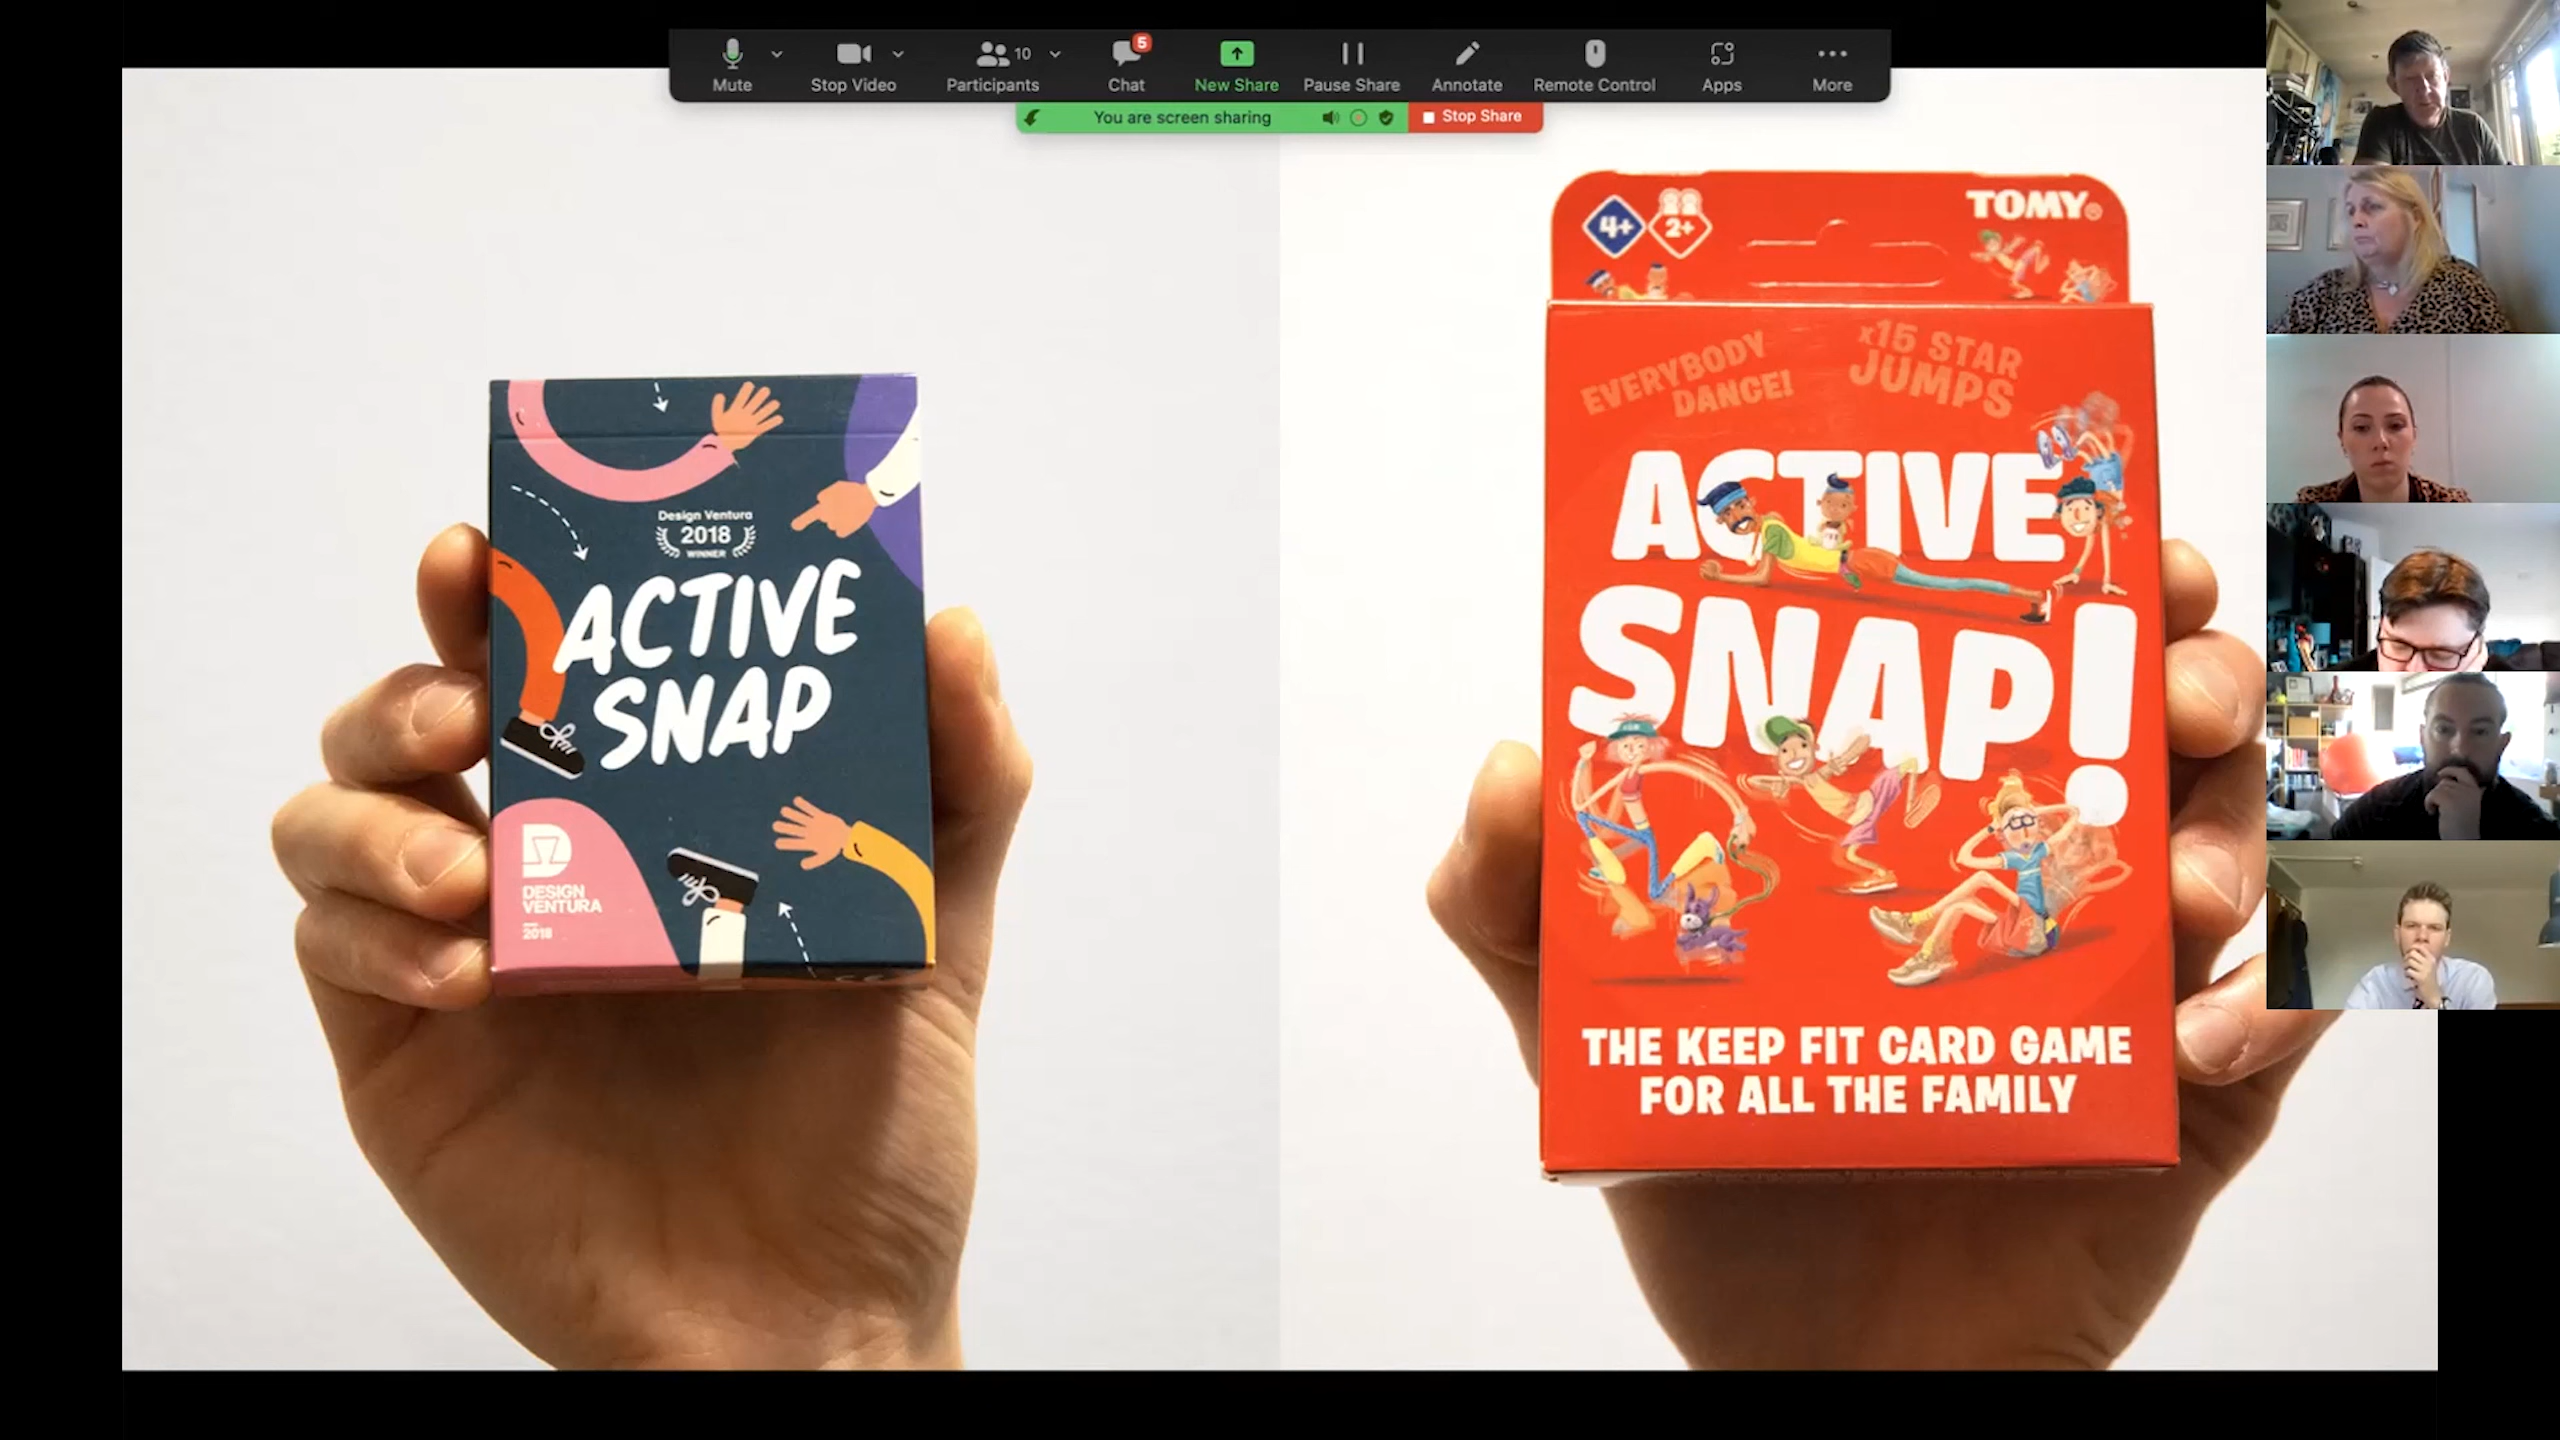 Mute
Stop Video
Participants
10
Chat
5
New Share
Pause Share
Annotate
Remote Control
Apps
More
You are screen sharing
Stop Share
Design Ventura
2018
WINNER
ACTIVE
SNAP
DESIGN
VENTURA
2018
4+
2+
TOMY
EVERYBODY
DANCE!
x15 STAR
JUMPS
ACTIVE
SNAP!
THE KEEP FIT CARD GAME
FOR ALL THE FAMILY